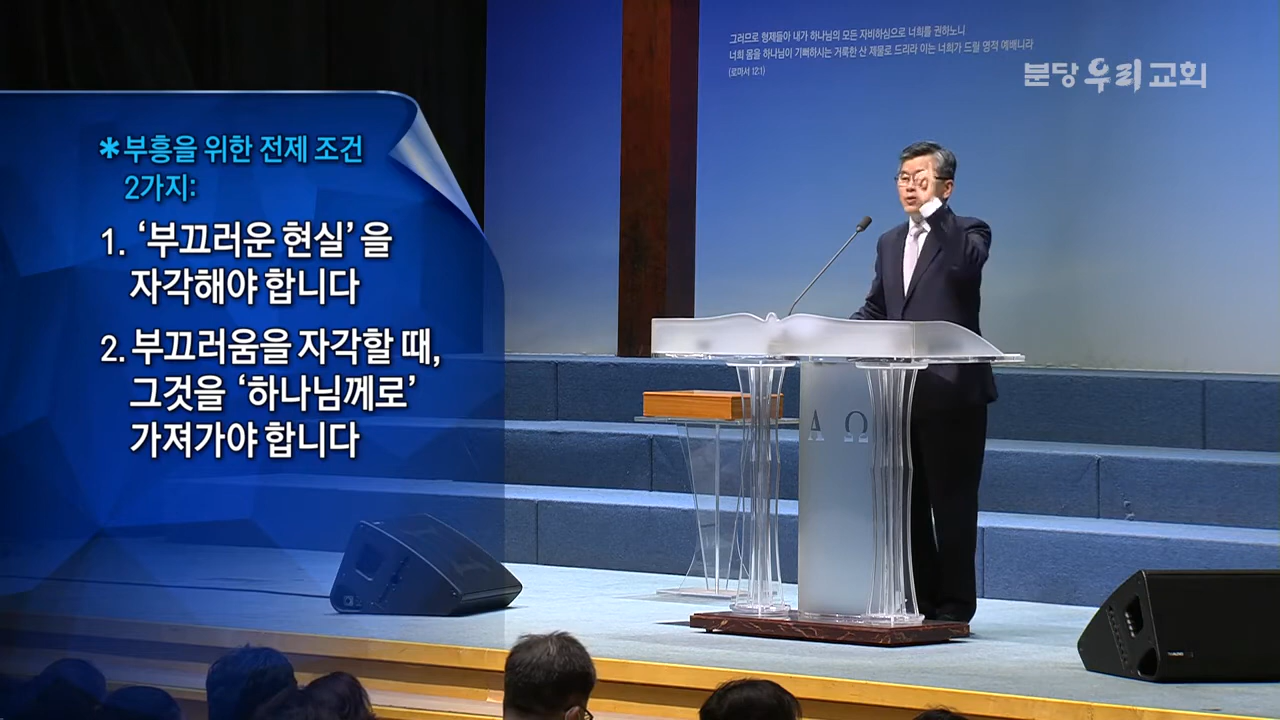 그러므로 형제들아 내가 하나님의 모든 자비하심으로 너희를 권하노니
너희 몸을 하나님이 기뻐하시는 거룩한 산 제물로 드리라 이는 너희가 드릴 영적 예배니라
(로마서 12:1)
분당우리교회
*부흥을 위한 전제 조건
2가지:
1. ‘부끄러운 현실’을
자각해야 합니다
2. 부끄러움을 자각할 때,
그것을 ‘하나님께로’
가져가야 합니다
Α Ω